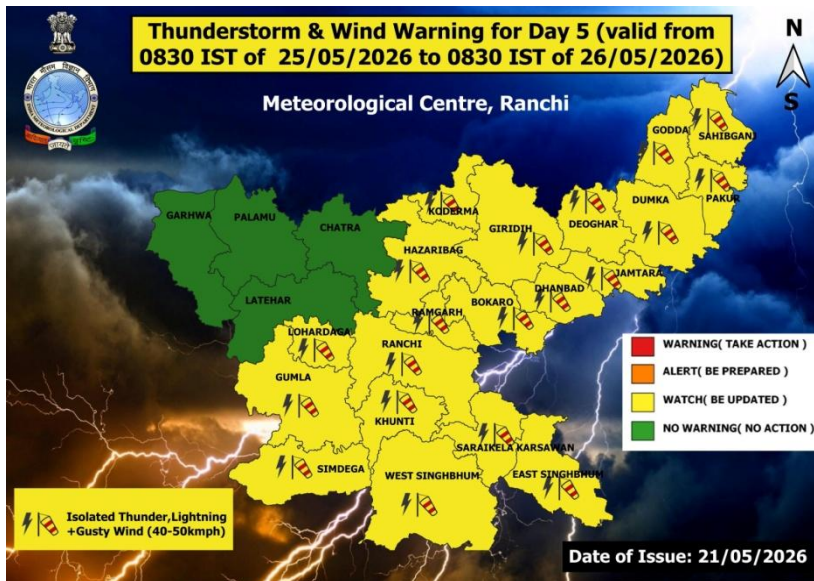 Thunderstorm & Wind Warning for Day 5 (valid from
0830 IST of 25/05/2026 to 0830 IST of 26/05/2026)
Meteorological Centre, Ranchi
N
S
GODDA
SAHIBGANJ
PAKUR
DUMKA
KODERMA
GIRIDIH
DEOGHAR
GARHWA
PALAMU
CHATRA
HAZARIBAG
JAMTARA
DHANBAD
LATEHAR
BOKARO
RAMGARH
LOHARDAGA
RANCHI
GUMLA
KHUNTI
SARAIKELA KARSAWAN
SIMDEGA
WEST SINGHBHUM
EAST SINGHBHUM
WARNING( TAKE ACTION )
ALERT( BE PREPARED )
WATCH( BE UPDATED )
NO WARNING( NO ACTION )
Isolated Thunder,Lightning
+Gusty Wind (40-50kmph)
Date of Issue: 21/05/2026